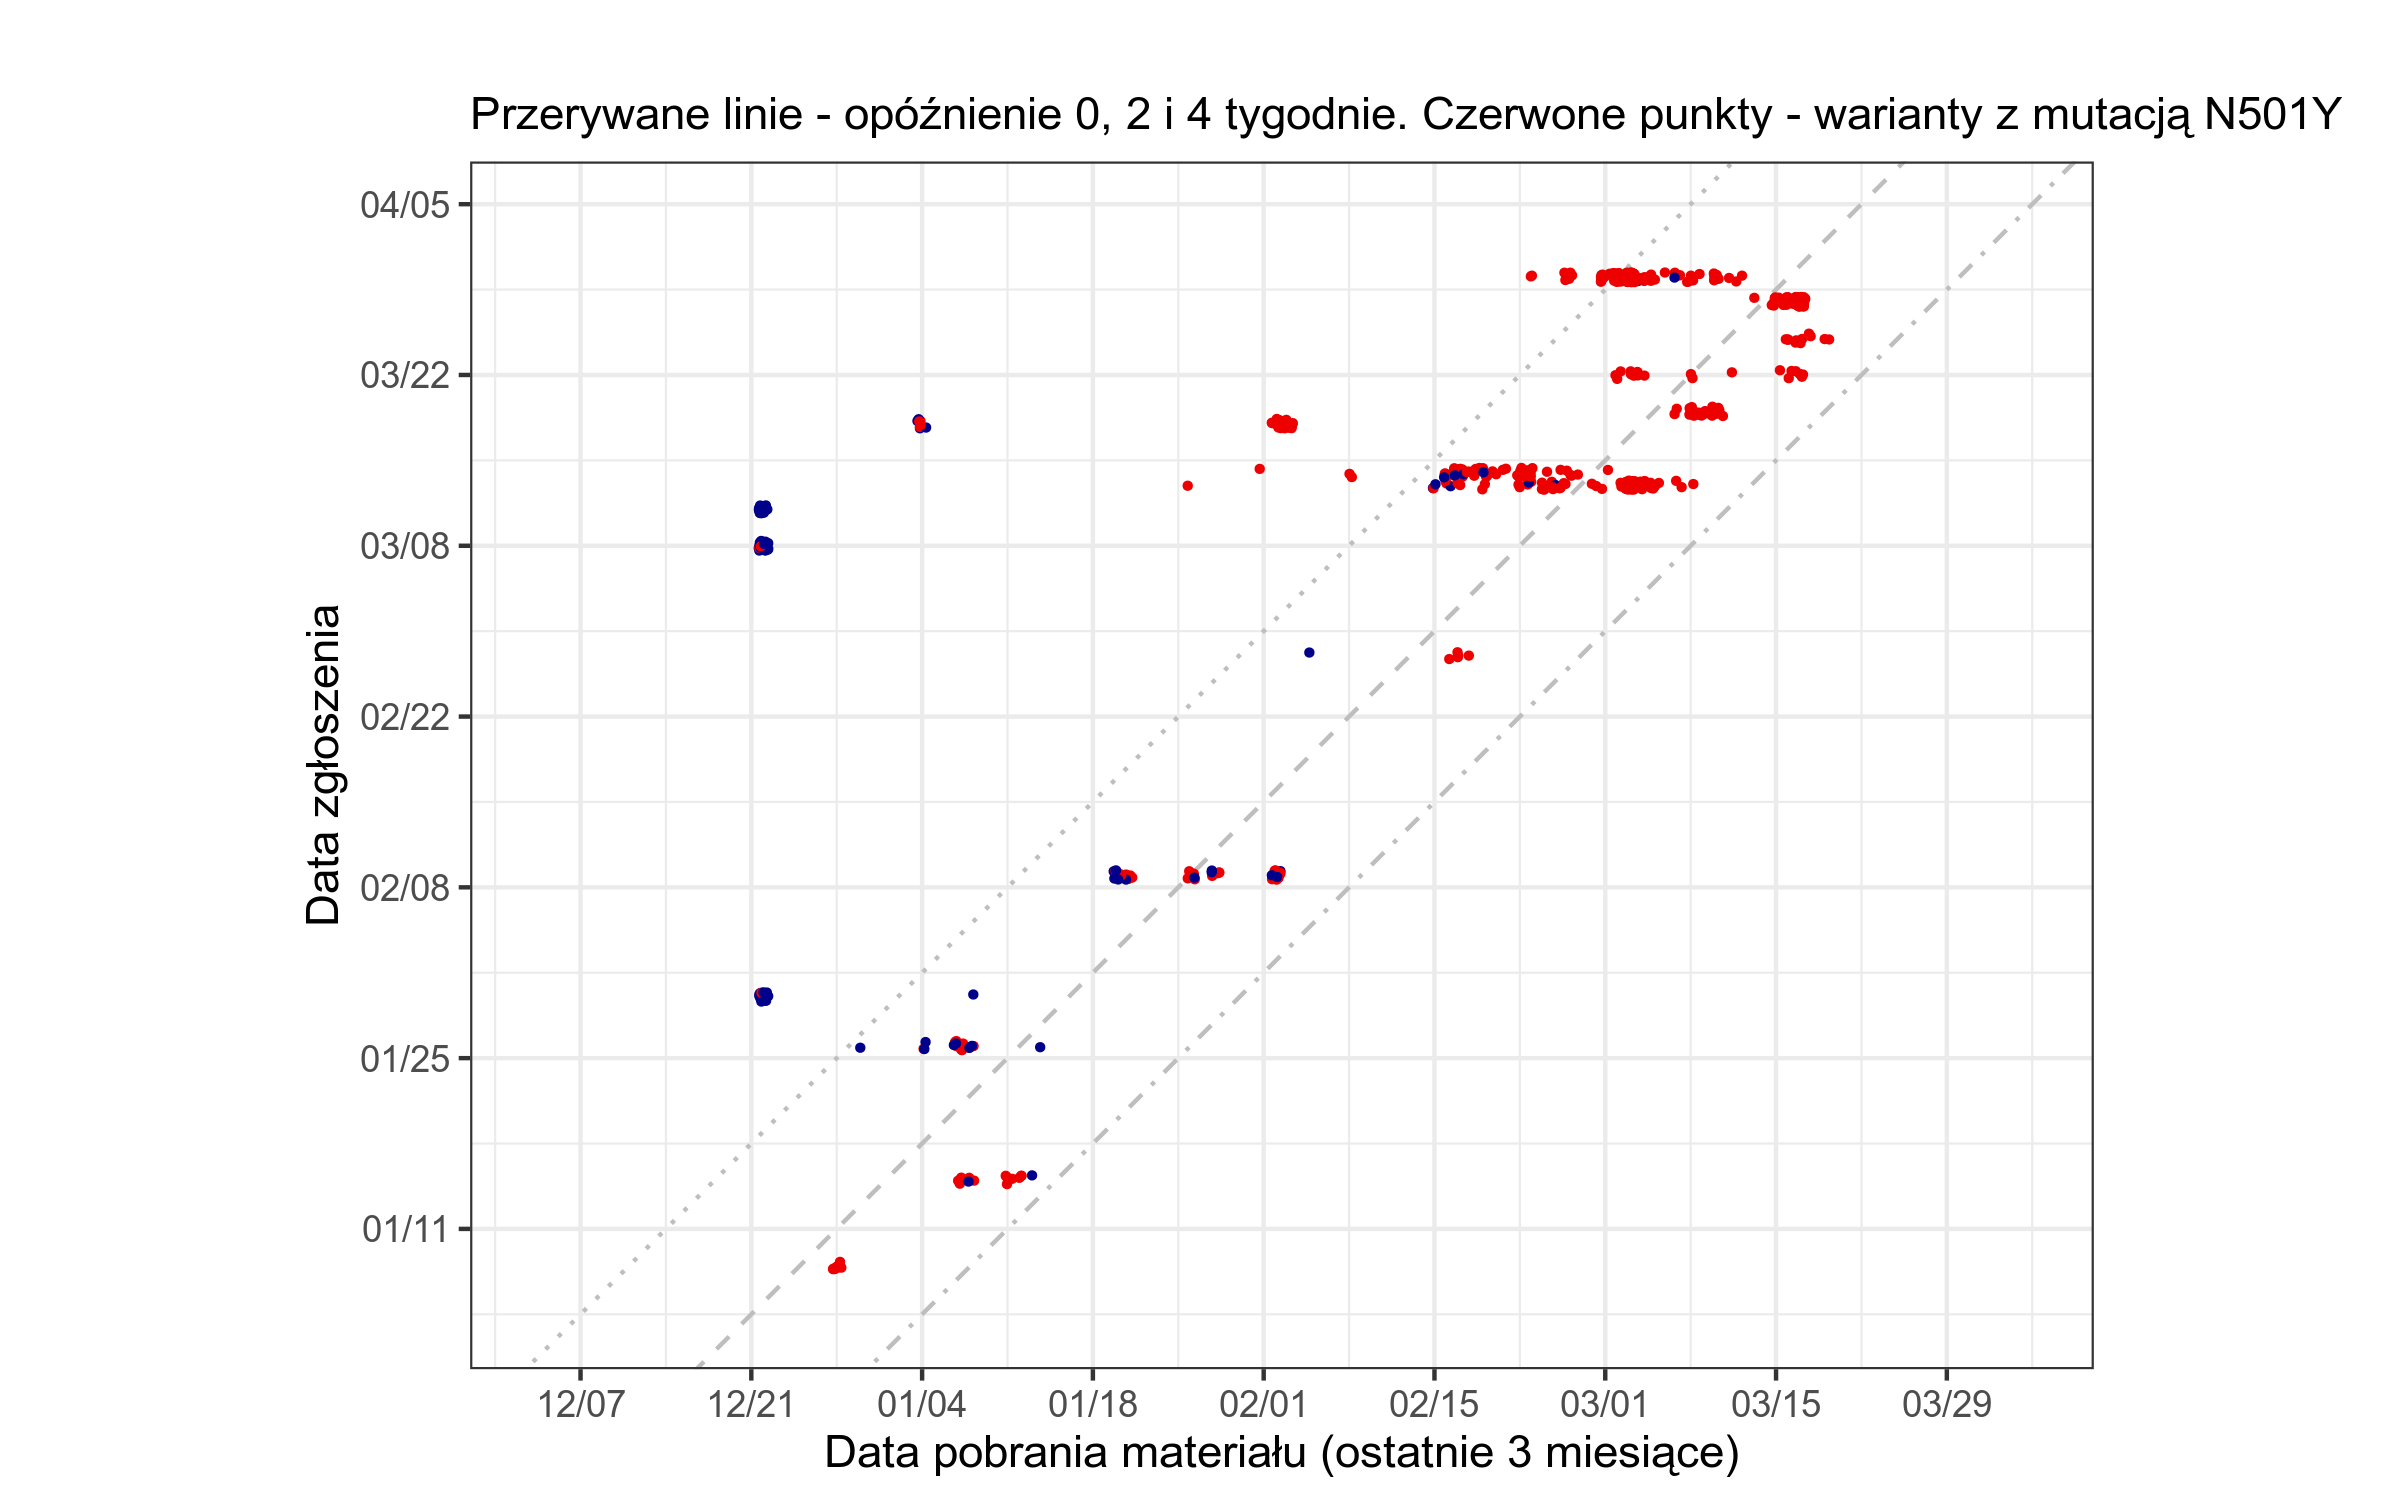 Przerywane linie - opóźnienie 0, 2 i 4 tygodnie. Czerwone punkty - warianty z mutacją N501Y
Data zgłoszenia
04/05
03/22
03/08
02/22
02/08
01/25
01/11
12/07 12/21 01/04 01/18 02/01 02/15 03/01 03/15 03/29
Data pobrania materiału (ostatnie 3 miesiące)